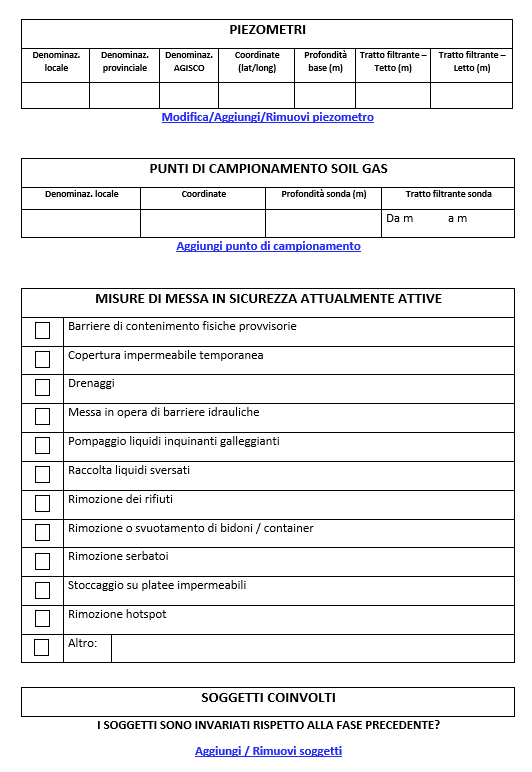 PIEZOMETRI
Denominaz. locale
Denominaz. provinciale
Denominaz. AGISCO
Coordinate (lat/long)
Profondità base (m)
Tratto filtrante – Tetto (m)
Tratto filtrante – Letto (m)
Modifica/Aggiungi/Rimuovi piezometro
PUNTI DI CAMPIONAMENTO SOIL GAS
Denominaz. locale
Coordinate
Profondità sonda (m)
Tratto filtrante sonda
Da m a m
Aggiungi punto di campionamento
MISURE DI MESSA IN SICUREZZA ATTUALMENTE ATTIVE
Barriere di contenimento fisiche provvisorie
Copertura impermeabile temporanea
Drenaggi
Messa in opera di barriere idrauliche
Pompaggio liquidi inquinanti galleggianti
Raccolta liquidi sversati
Rimozione dei rifiuti
Rimozione o svuotamento di bidoni / container
Rimozione serbatoi
Stoccaggio su platee impermeabili
Rimozione hotspot
Altro:
SOGGETTI COINVOLTI
I SOGGETTI SONO INVARIATI RISPETTO ALLA FASE PRECEDENTE?
Aggiungi / Rimuovi soggetti